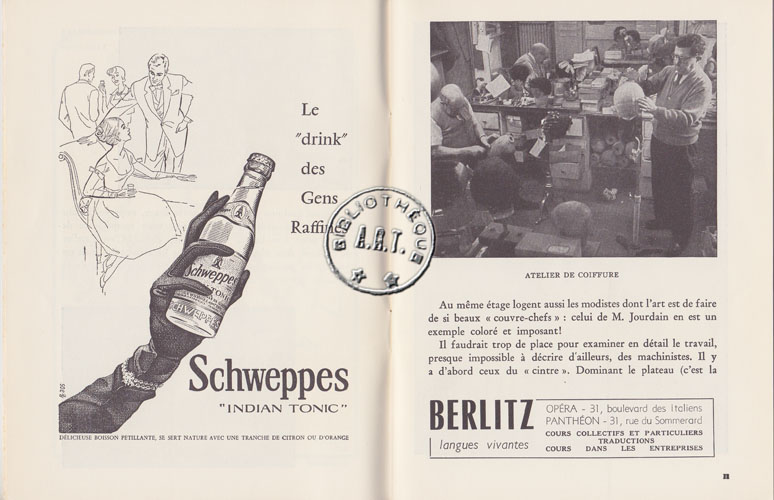 Le
"drink"
des
Gens
Raffinés
BIBLIOTHÈQUE
A.R.T.
Schweppes
TONIC
SCHWEPPES
Schweppes
"INDIAN TONIC"
DÉLICIEUSE BOISSON PETILLANTE, SE SERT NATURE AVEC UNE TRANCHE DE CITRON OU D'ORANGE
ATELIER DE COIFFURE
Au même étage logent aussi les modistes dont l'art est de faire
de si beaux « couvre-chefs » : celui de M. Jourdain en est un
exemple coloré et imposant!
Il faudrait trop de place pour examiner en détail le travail,
presque impossible à décrire d'ailleurs, des machinistes. Il y
a d'abord ceux du « cintre ». Dominant le plateau (c'est la
BERLITZ
langues vivantes
OPÉRA - 31, boulevard des Italiens
PANTHÉON - 31, rue du Sommerard
COURS COLLECTIFS ET PARTICULIERS
TRADUCTIONS
COURS DANS LES ENTREPRISES